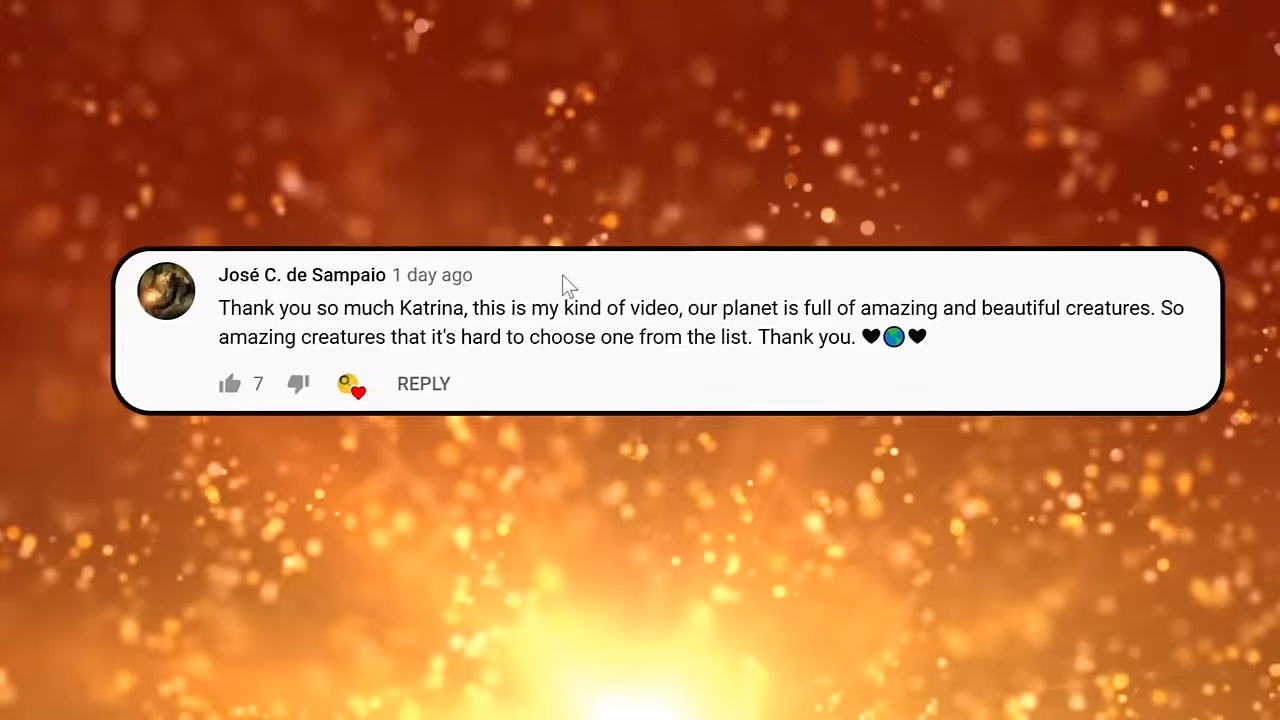 José C. de Sampaio 1 day ago
Thank you so much Katrina, this is my kind of video, our planet is full of amazing and beautiful creatures. So
amazing creatures that it's hard to choose one from the list. Thank you. 🖤🌎🖤
7 REPLY